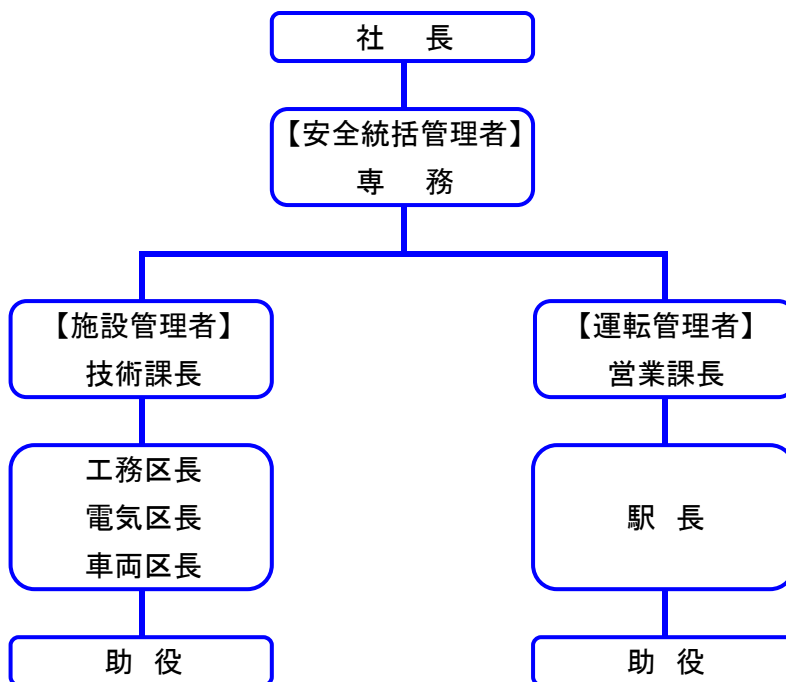 社 長
【安全統括管理者】
専 務
【施設管理者】
技術課長
【運転管理者】
営業課長
工務区長
電気区長
車両区長
駅 長
助 役
助 役